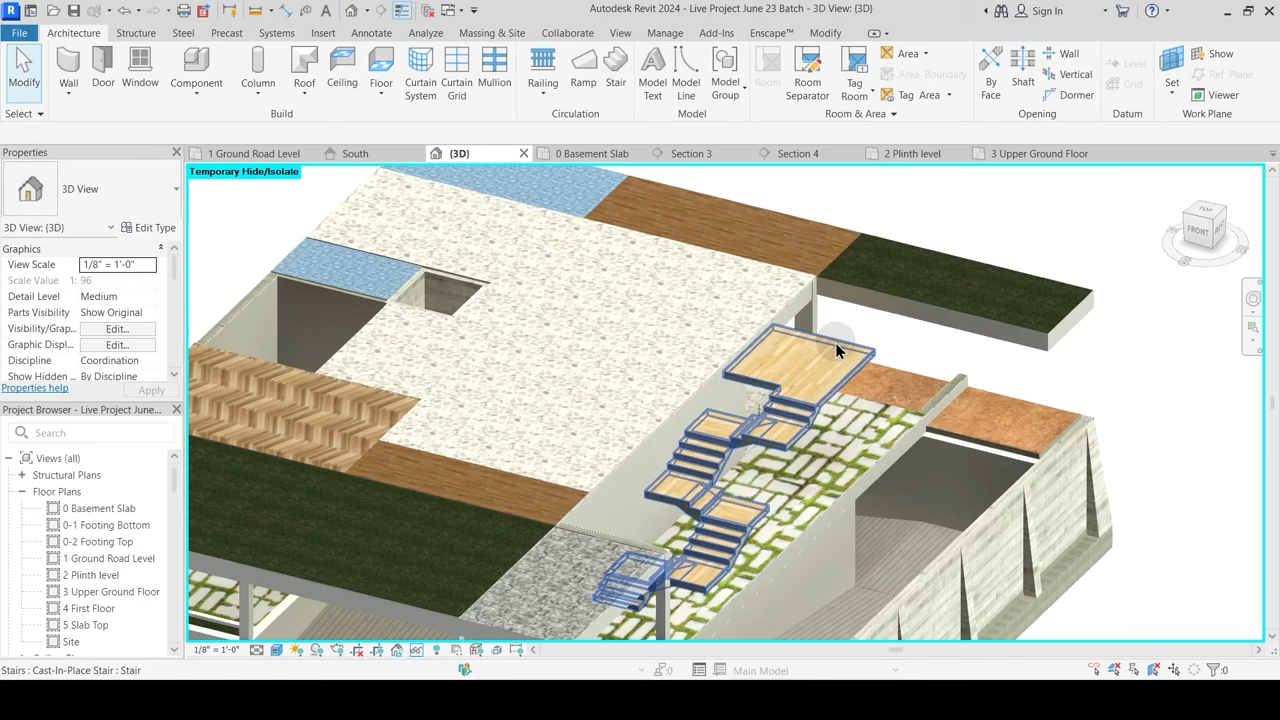 Autodesk Revit 2024 - Live Project June 23 Batch - 3D View: {3D}
Sign In
File Architecture Structure Steel Precast Systems Insert Annotate Analyze Massing & Site Collaborate View Manage Add-Ins Enscape™ Modify
Modify
Wall
Door
Window
Component
Column
Roof
Ceiling
Floor
Curtain System
Curtain Grid
Mullion
Railing
Ramp
Stair
Model Text
Model Line
Model Group
Room
Room Separator
Tag Room
Area
Area Boundary
Tag Area
By Face
Shaft
Wall
Vertical
Dormer
Level
Grid
Set
Show
Ref Plane
Viewer
Select
Build
Circulation
Model
Room & Area
Opening
Datum
Work Plane
Properties
1 Ground Road Level
South
{3D}
0 Basement Slab
Section 3
Section 4
2 Plinth level
3 Upper Ground Floor
Temporary Hide/Isolate
3D View
3D View: {3D}
Edit Type
Graphics
View Scale 1/8" = 1'-0"
Scale Value 1: 96
Detail Level Medium
Parts Visibility Show Original
Visibility/Grap... Edit...
Graphic Displ... Edit...
Discipline Coordination
Show Hidden ... By Discipline
Properties help
Apply
Project Browser - Live Project June...
Search
Views (all)
Structural Plans
Floor Plans
0 Basement Slab
0-1 Footing Bottom
0-2 Footing Top
1 Ground Road Level
2 Plinth level
3 Upper Ground Floor
4 First Floor
5 Slab Top
Site
TOP
FRONT
1/8" = 1'-0"
Stairs : Cast-In-Place Stair : Stair
:0
Main Model
:0